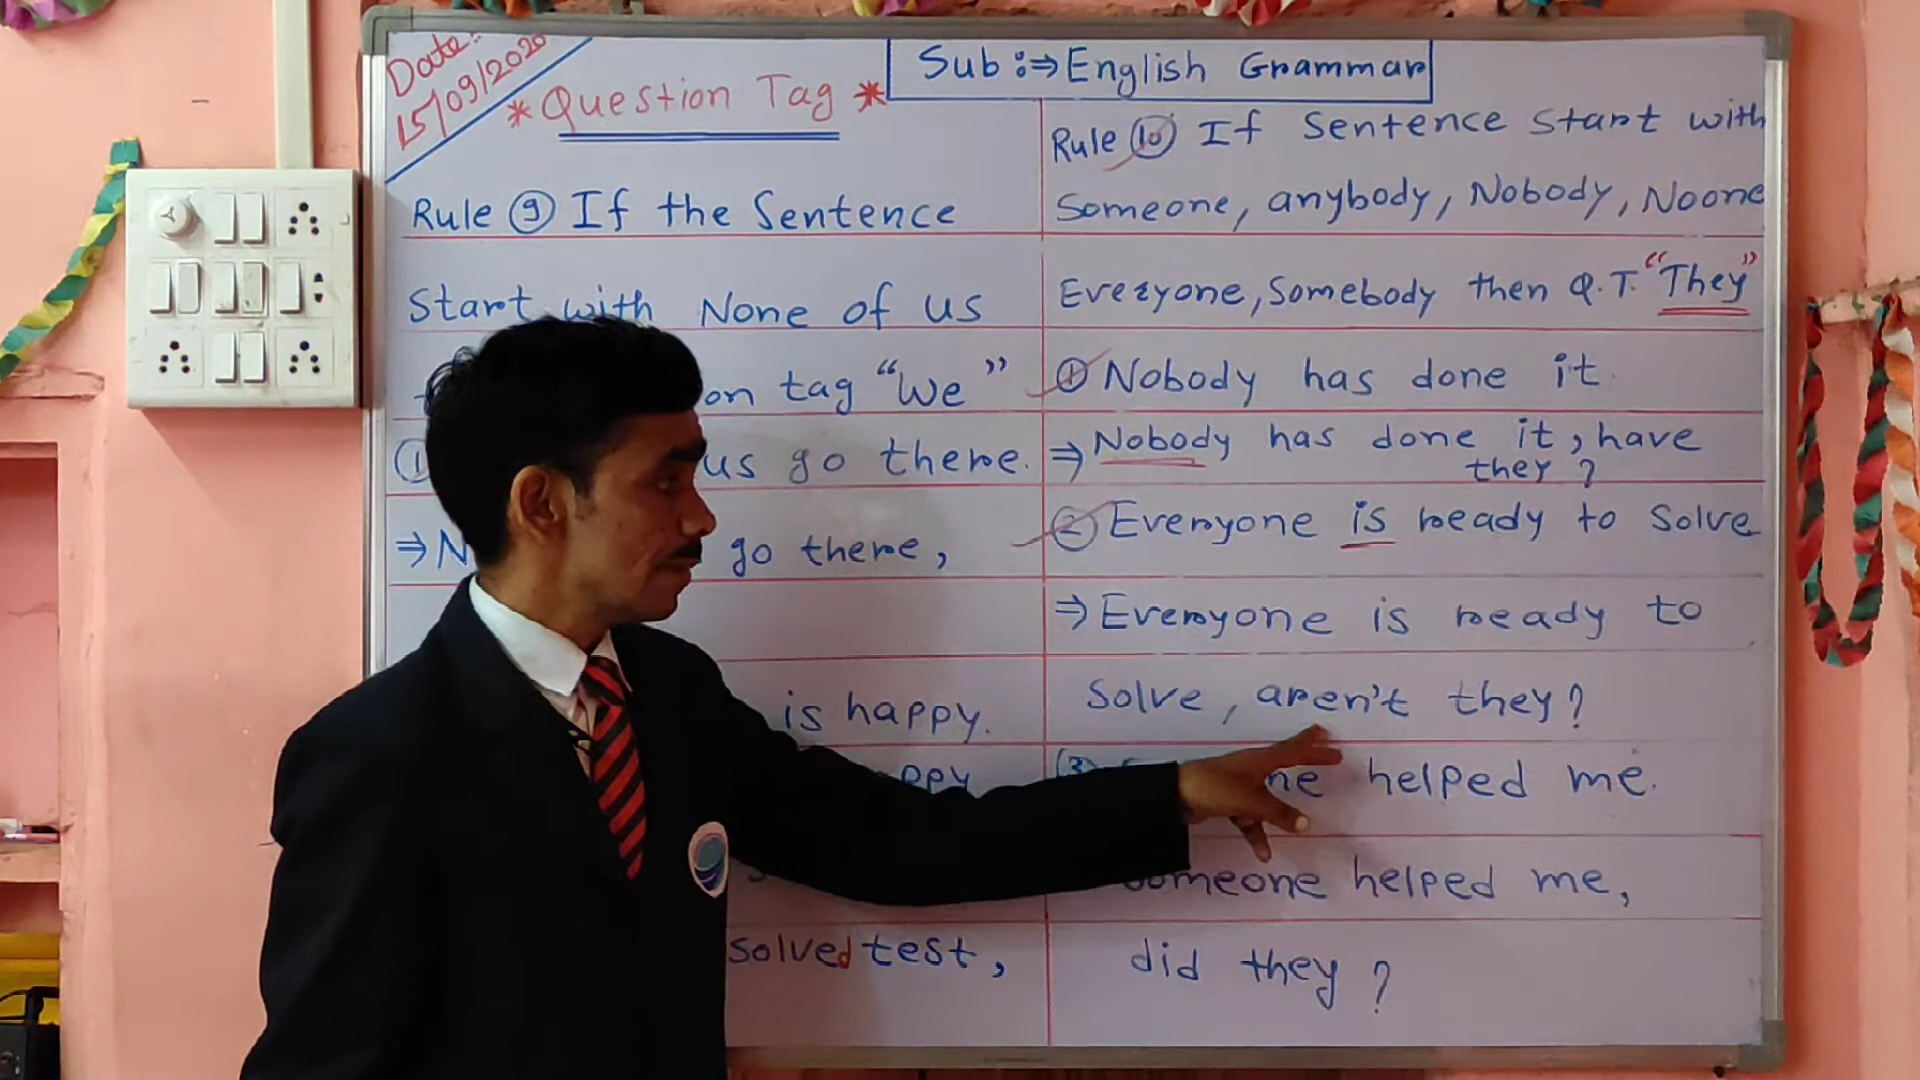 Date:
15/09/2020
* Question Tag *
Sub :⇒ English Grammar
Rule ⑨ If the Sentence
Start with None of us
on tag “We”
① us go there.
⇒ N go there,
is happy.
ppy
solved test,
Rule ⑩ If Sentence Start with
Someone, anybody, Nobody, Noone
Everyone, Somebody then Q.T. “They”
① Nobody has done it.
⇒ Nobody has done it, have
they ?
② Everyone is ready to Solve
⇒ Everyone is ready to
Solve, aren't they?
(3) ne helped me.
Someone helped me,
did they ?